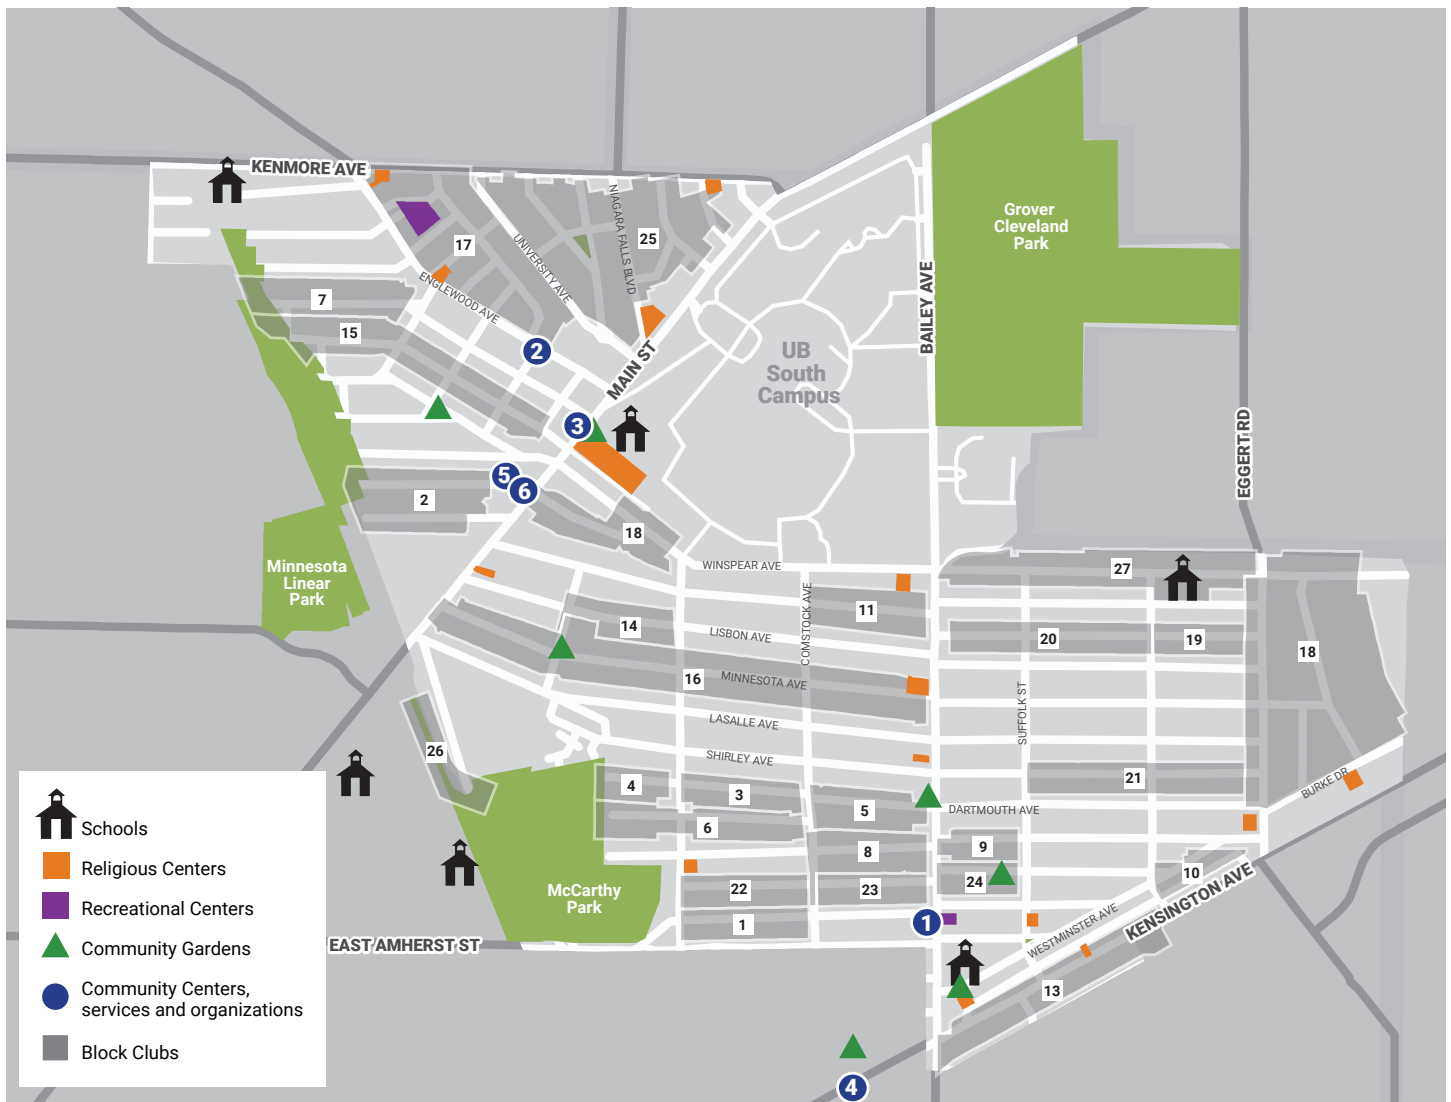 KENMORE AVE
Grover
Cleveland
Park
NIAGARA FALLS BLVD
25
17
UNIVERSITY AVE
ENGLEWOOD AVE
7
15
2
MAIN ST
UB
South
Campus
BAILEY AVE
3
EGGERT RD
5
6
2
18
WINSPEAR AVE
27
Minnesota
Linear
Park
COMSTOCK AVE
11
14
LISBON AVE
20
19
18
16
MINNESOTA AVE
SUFFOLK ST
LASALLE AVE
26
SHIRLEY AVE
21
BURKE DR
4
3
5
DARTMOUTH AVE
6
8
9
10
22
23
24
McCarthy
Park
1
1
KENSINGTON AVE
WESTMINSTER AVE
EAST AMHERST ST
13
4
Schools
Religious Centers
Recreational Centers
Community Gardens
Community Centers,
services and organizations
Block Clubs